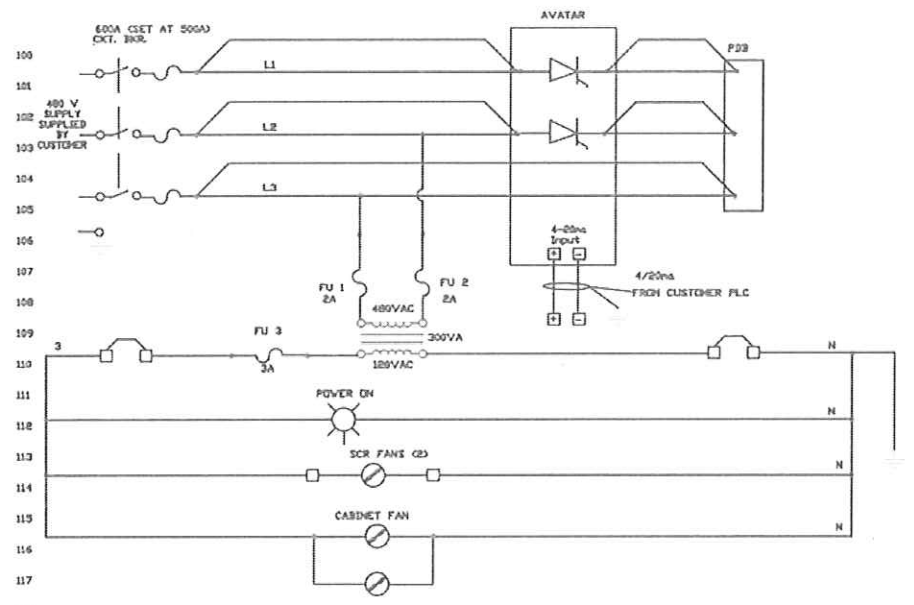 AVATAR
600A (SET AT 500A)
CKT. BKR.
PDB
100
L1
101
480 V
SUPPLY
SUPPLIED
BY
CUSTOMER
102
L2
103
104
L3
105
106
4-20ma
Input
+ -
107
FU 1
2A
FU 2
2A
4/20ma
FROM CUSTOMER PLC
108
480VAC
+ -
109
FU 3
300VA
3
N
110
3A
120VAC
111
POWER ON
N
112
113
SCR FANS (2)
N
114
115
CABINET FAN
N
116
117